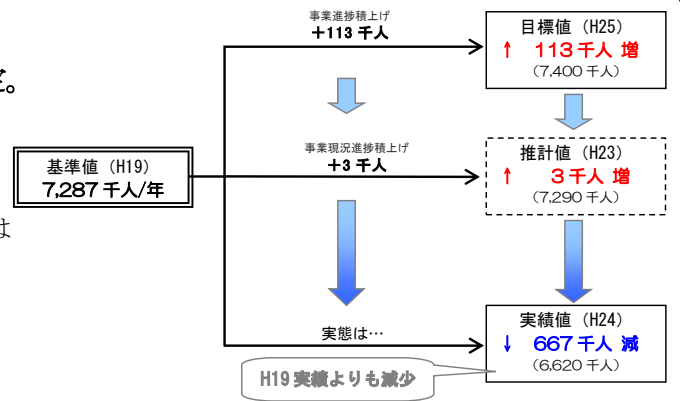 事業進捗積上げ
+113 千人
目標値（H25）
↑ 113 千人 増
（7,400 千人）
。
事業現況進捗積上げ
+3 千人
推計値（H23）
↑ 3 千人 増
（7,290 千人）
基準値（H19）
7,287 千人/年
は
実態は…
実績値（H24）
↓ 667 千人 減
（6,620 千人）
H19 実績よりも減少